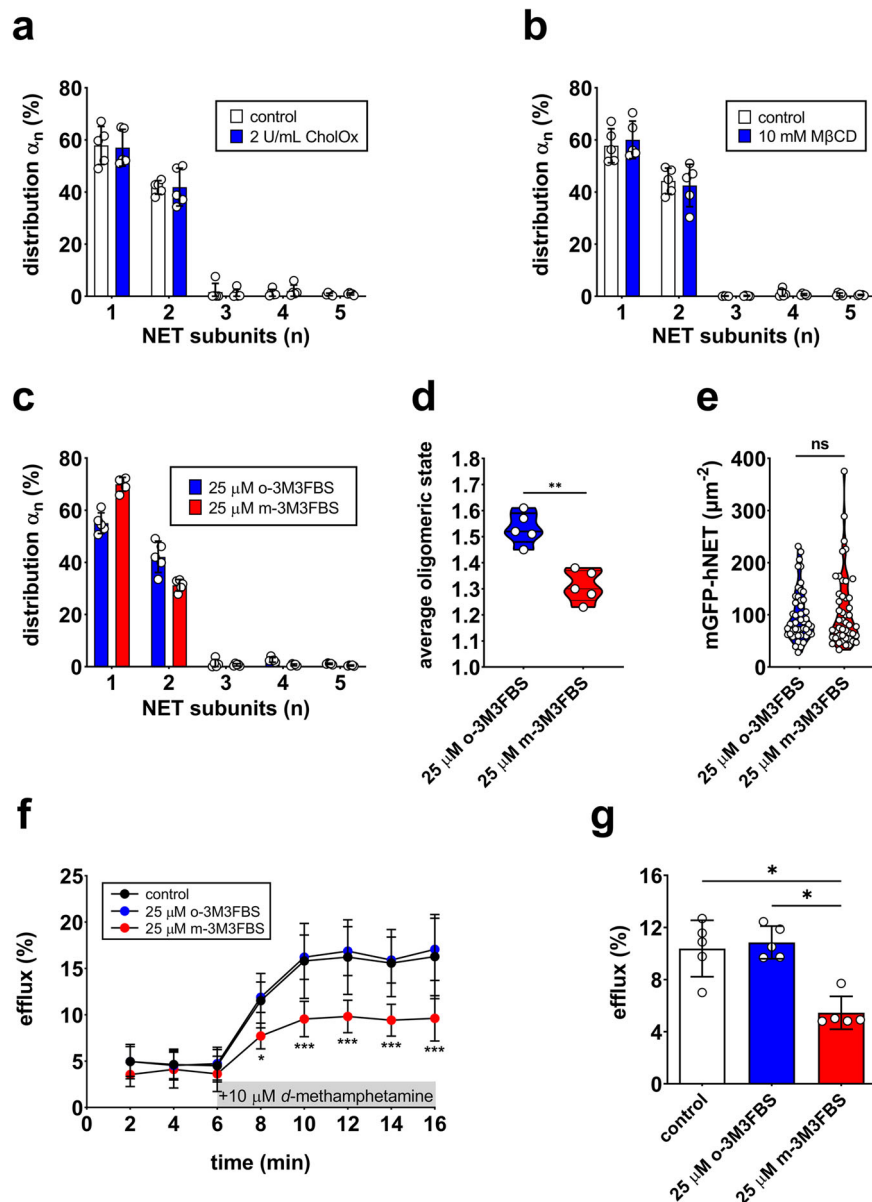 a
distribution αn (%)
80
60
40
20
0
control
2 U/mL CholOx
1 2 3 4 5
NET subunits (n)
b
distribution αn (%)
80
60
40
20
0
control
10 mM MβCD
1 2 3 4 5
NET subunits (n)
c
distribution αn (%)
80
60
40
20
0
25 μM o-3M3FBS
25 μM m-3M3FBS
1 2 3 4 5
NET subunits (n)
d
average oligomeric state
1.8
1.7
1.6
1.5
1.4
1.3
1.2
1.1
1.0
**
25 μM o-3M3FBS
25 μM m-3M3FBS
e
mGFP-hNET (μm-2)
400
300
200
100
0
ns
25 μM o-3M3FBS
25 μM m-3M3FBS
f
efflux (%)
25
20
15
10
5
0
control
25 μM o-3M3FBS
25 μM m-3M3FBS
* *** *** *** ***
+10 μM d-methamphetamine
0 2 4 6 8 10 12 14 16
time (min)
g
efflux (%)
16
12
8
4
0
*
*
control
25 μM o-3M3FBS
25 μM m-3M3FBS